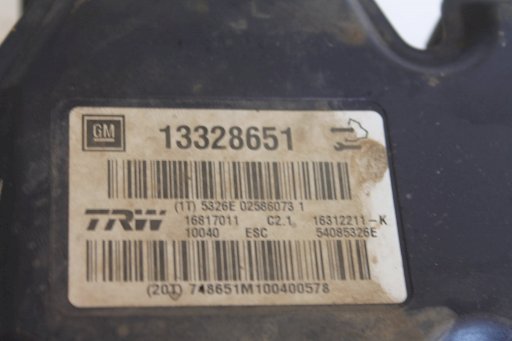 GM 13328651
(1T) 5326E 02586073 1
TRW 16817011 C2.1 16312211-K
10040 ESC 54085326E
(20T) 748651M100400578